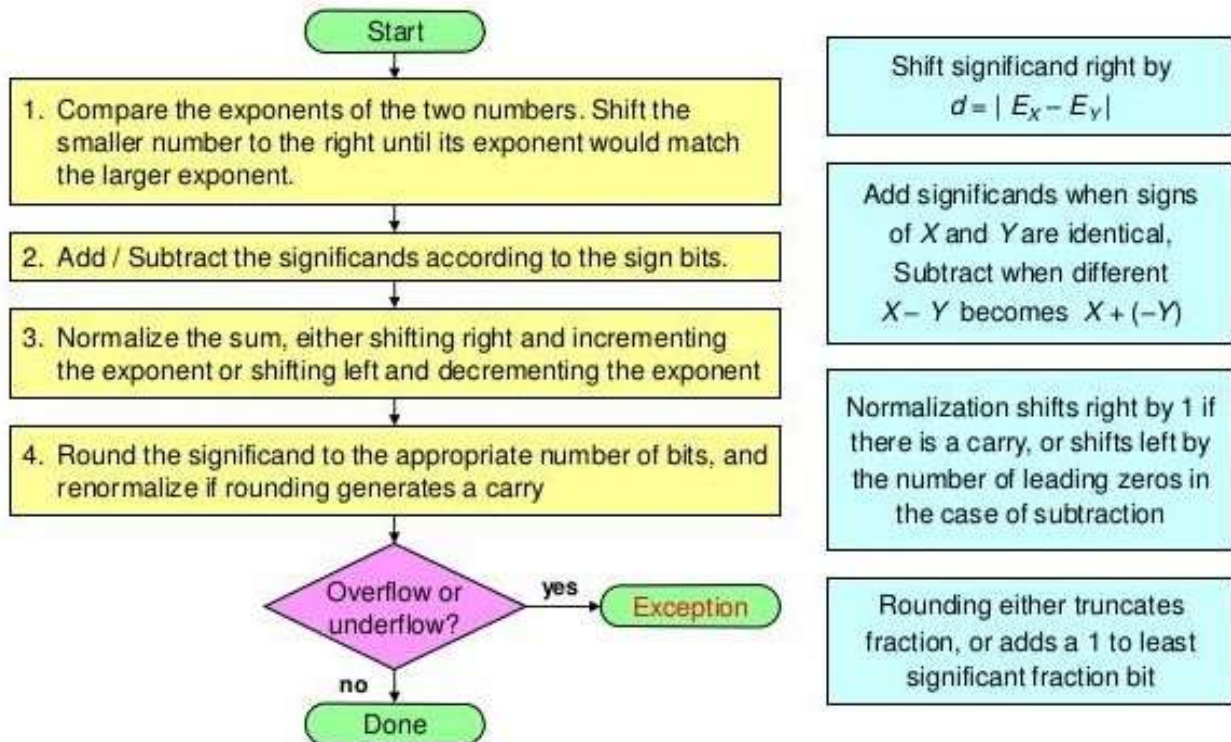 Start
1. Compare the exponents of the two numbers. Shift the
smaller number to the right until its exponent would match
the larger exponent.
2. Add / Subtract the significands according to the sign bits.
3. Normalize the sum, either shifting right and incrementing
the exponent or shifting left and decrementing the exponent
4. Round the significand to the appropriate number of bits, and
renormalize if rounding generates a carry
Overflow or
underflow?
yes
Exception
no
Done
Shift significand right by
d = | E_X – E_Y |
Add significands when signs
of X and Y are identical,
Subtract when different
X – Y becomes X + (–Y)
Normalization shifts right by 1 if
there is a carry, or shifts left by
the number of leading zeros in
the case of subtraction
Rounding either truncates
fraction, or adds a 1 to least
significant fraction bit